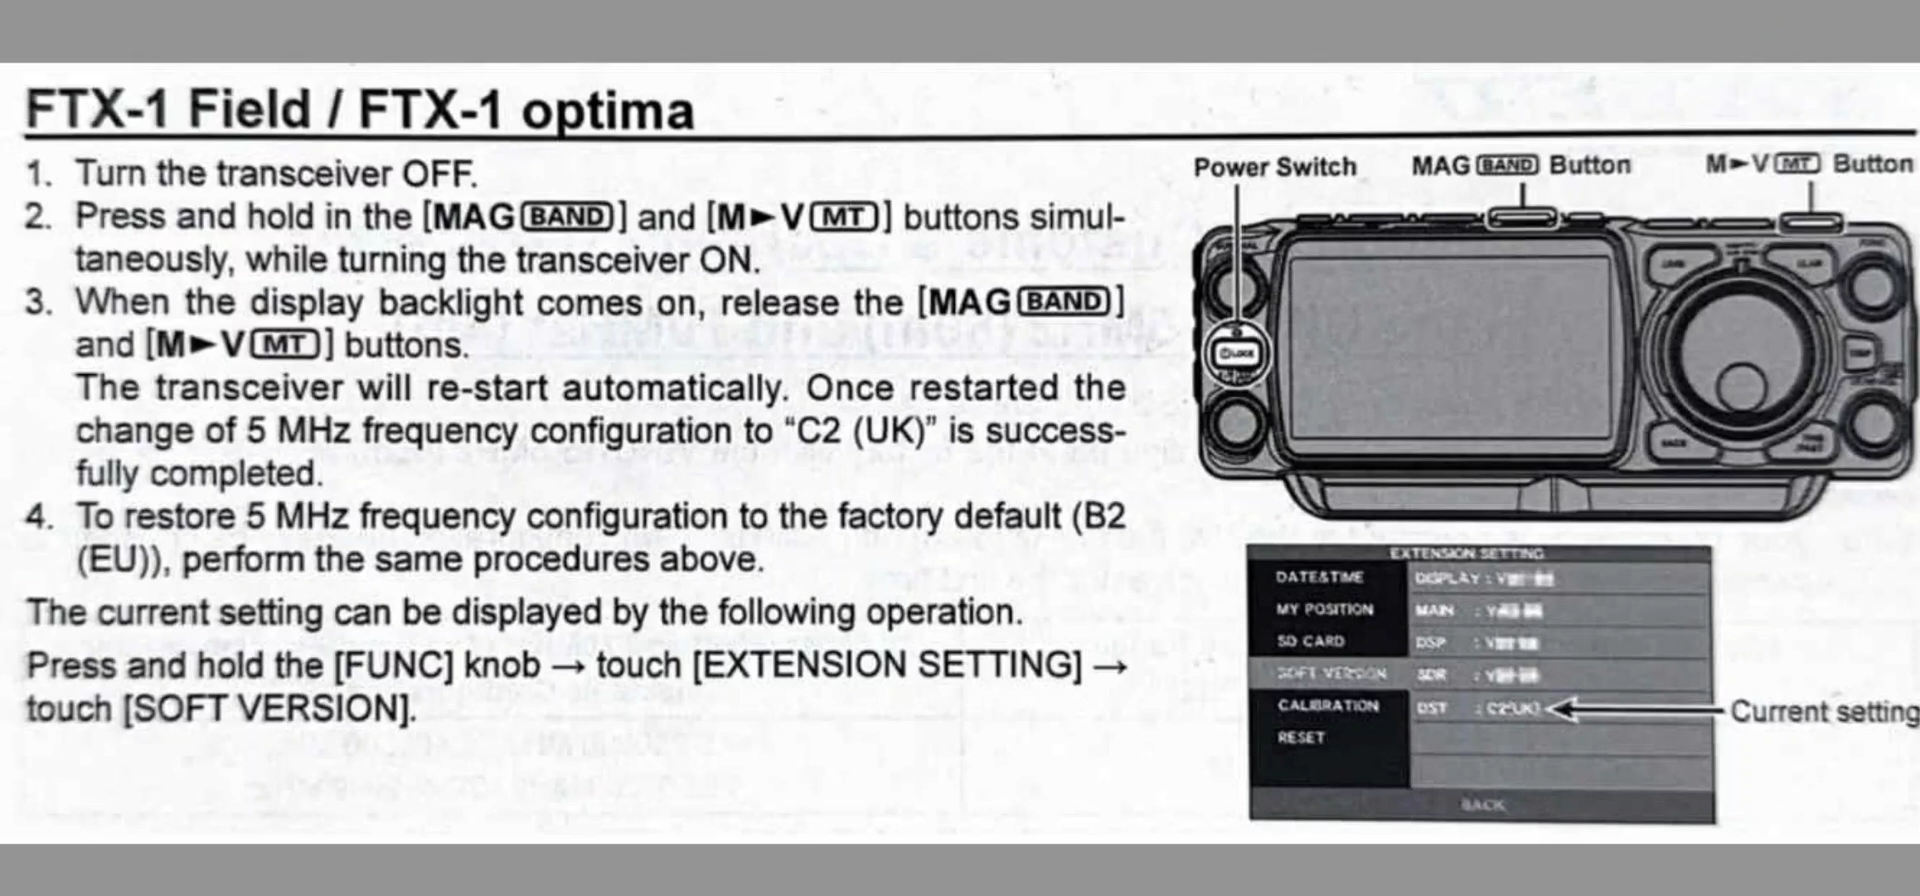 FTX-1 Field / FTX-1 optima
1. Turn the transceiver OFF.
2. Press and hold in the [MAG(BAND)] and [M►V(MT)] buttons simul-
taneously, while turning the transceiver ON.
3. When the display backlight comes on, release the [MAG(BAND)]
and [M►V(MT)] buttons.
The transceiver will re-start automatically. Once restarted the
change of 5 MHz frequency configuration to “C2 (UK)” is success-
fully completed.
4. To restore 5 MHz frequency configuration to the factory default (B2
(EU)), perform the same procedures above.
The current setting can be displayed by the following operation.
Press and hold the [FUNC] knob → touch [EXTENSION SETTING] →
touch [SOFT VERSION].
Power Switch
MAG(BAND) Button
M►V(MT) Button
LOCK
EXTENSION SETTING
DATE&TIME DISPLAY : V
MY POSITION MAIN : V
SD CARD DSP : V
SOFT VERSION SDR : V
CALIBRATION DST : C2(UK)
RESET
BACK
Current setting